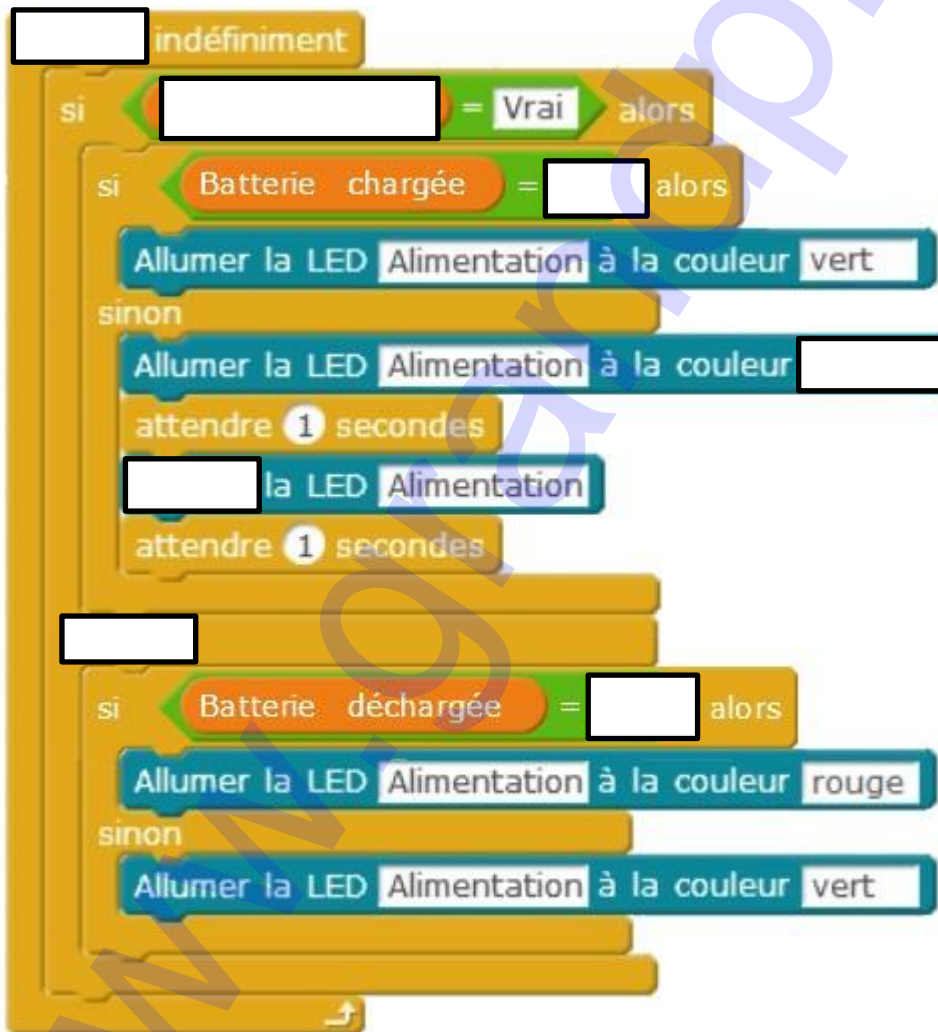 indéfiniment
si = Vrai alors
si Batterie chargée = alors
Allumer la LED Alimentation à la couleur vert
sinon
Allumer la LED Alimentation à la couleur
attendre 1 secondes
la LED Alimentation
attendre 1 secondes
si Batterie déchargée = alors
Allumer la LED Alimentation à la couleur rouge
sinon
Allumer la LED Alimentation à la couleur vert
www.grandp